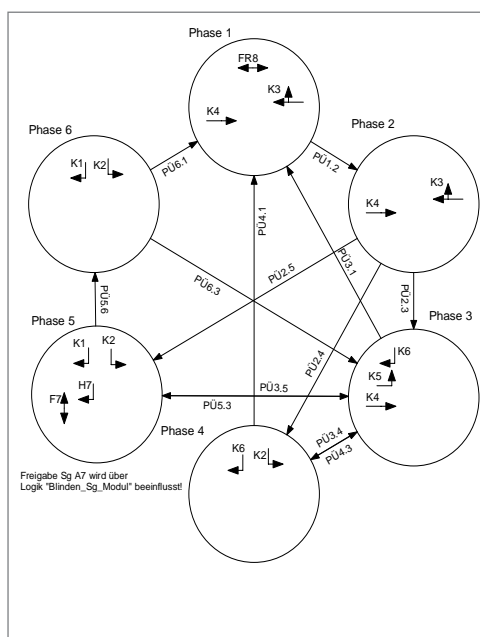 Phase 1
FR8
K3
K4
Phase 6
K1 K2
PÜ6.1
PÜ1.2
Phase 2
K3
K4
PÜ4.1
PÜ3.1
PÜ2.5
PÜ6.3
PÜ2.4
PÜ2.3
PÜ5.6
Phase 5
K1 K2
H7
F7
Phase 3
K6
K5
K4
PÜ3.5
PÜ5.3
Phase 4
K6 K2
PÜ3.4
PÜ4.3
Freigabe Sg A7 wird über
Logik "Blinden_Sg_Modul" beeinflusst!